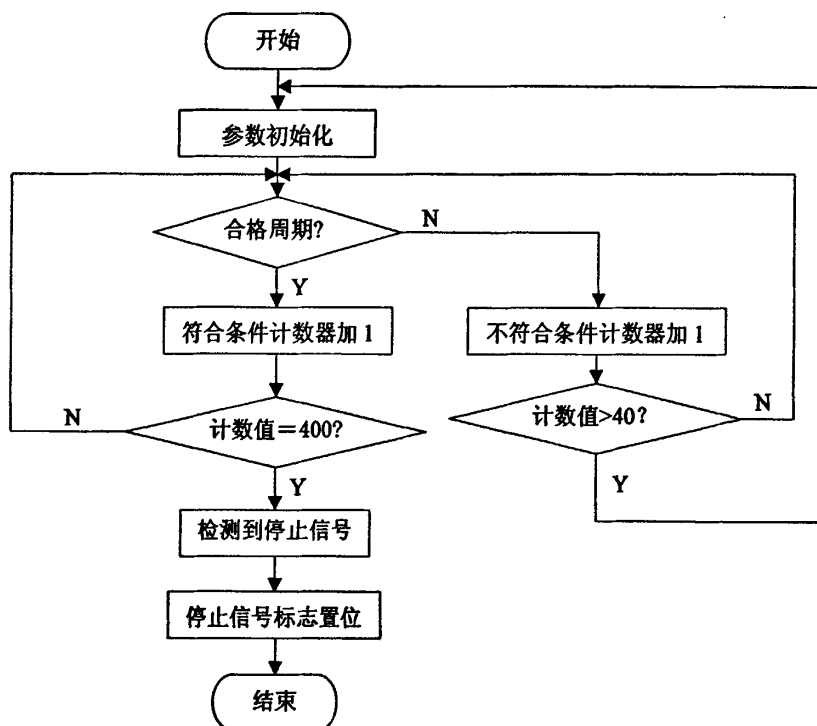 开始
参数初始化
合格周期?
N
Y
符合条件计数器加1
不符合条件计数器加1
N
计数值=400?
计数值>40?
N
Y
Y
检测到停止信号
停止信号标志置位
结束